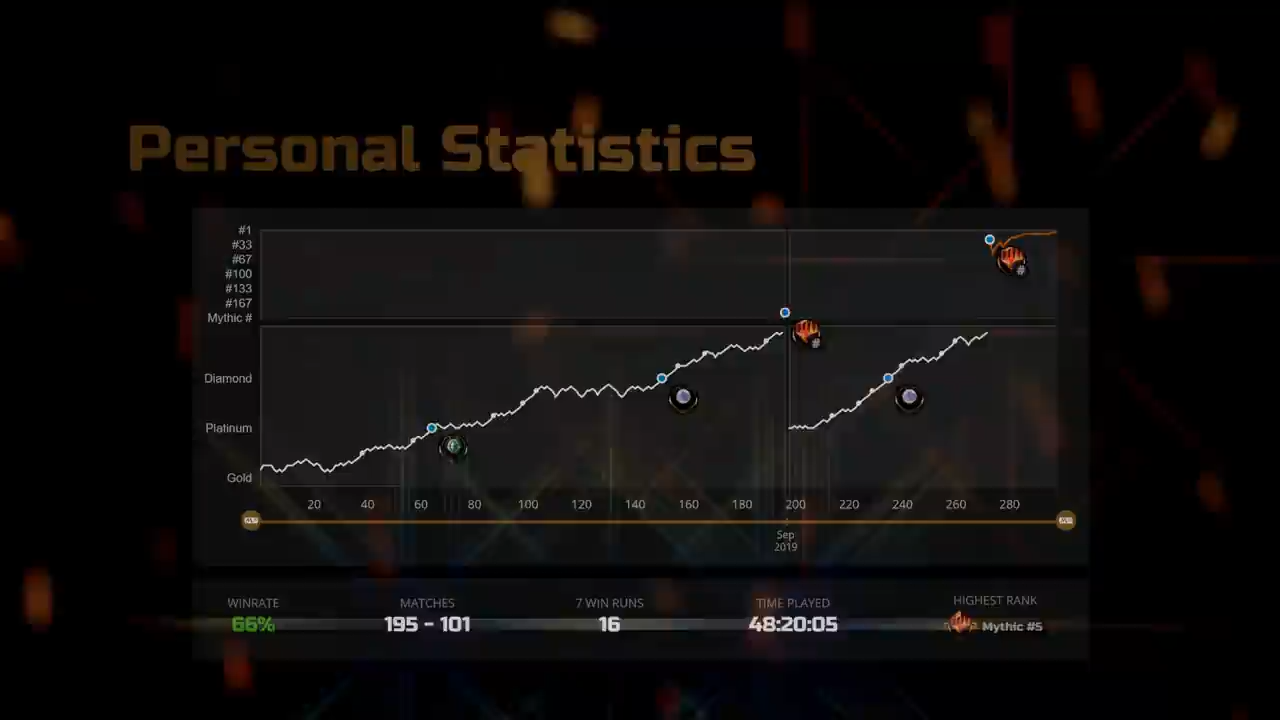 Personal Statistics
#1
#33
#67
#100
#133
#167
Mythic #
Diamond
Platinum
Gold
20 40 60 80 100 120 140 160 180 200 220 240 260 280
Sep
2019
WINRATE MATCHES 7 WIN RUNS TIME PLAYED HIGHEST RANK
66% 195 - 101 16 48:20:05 Mythic #5